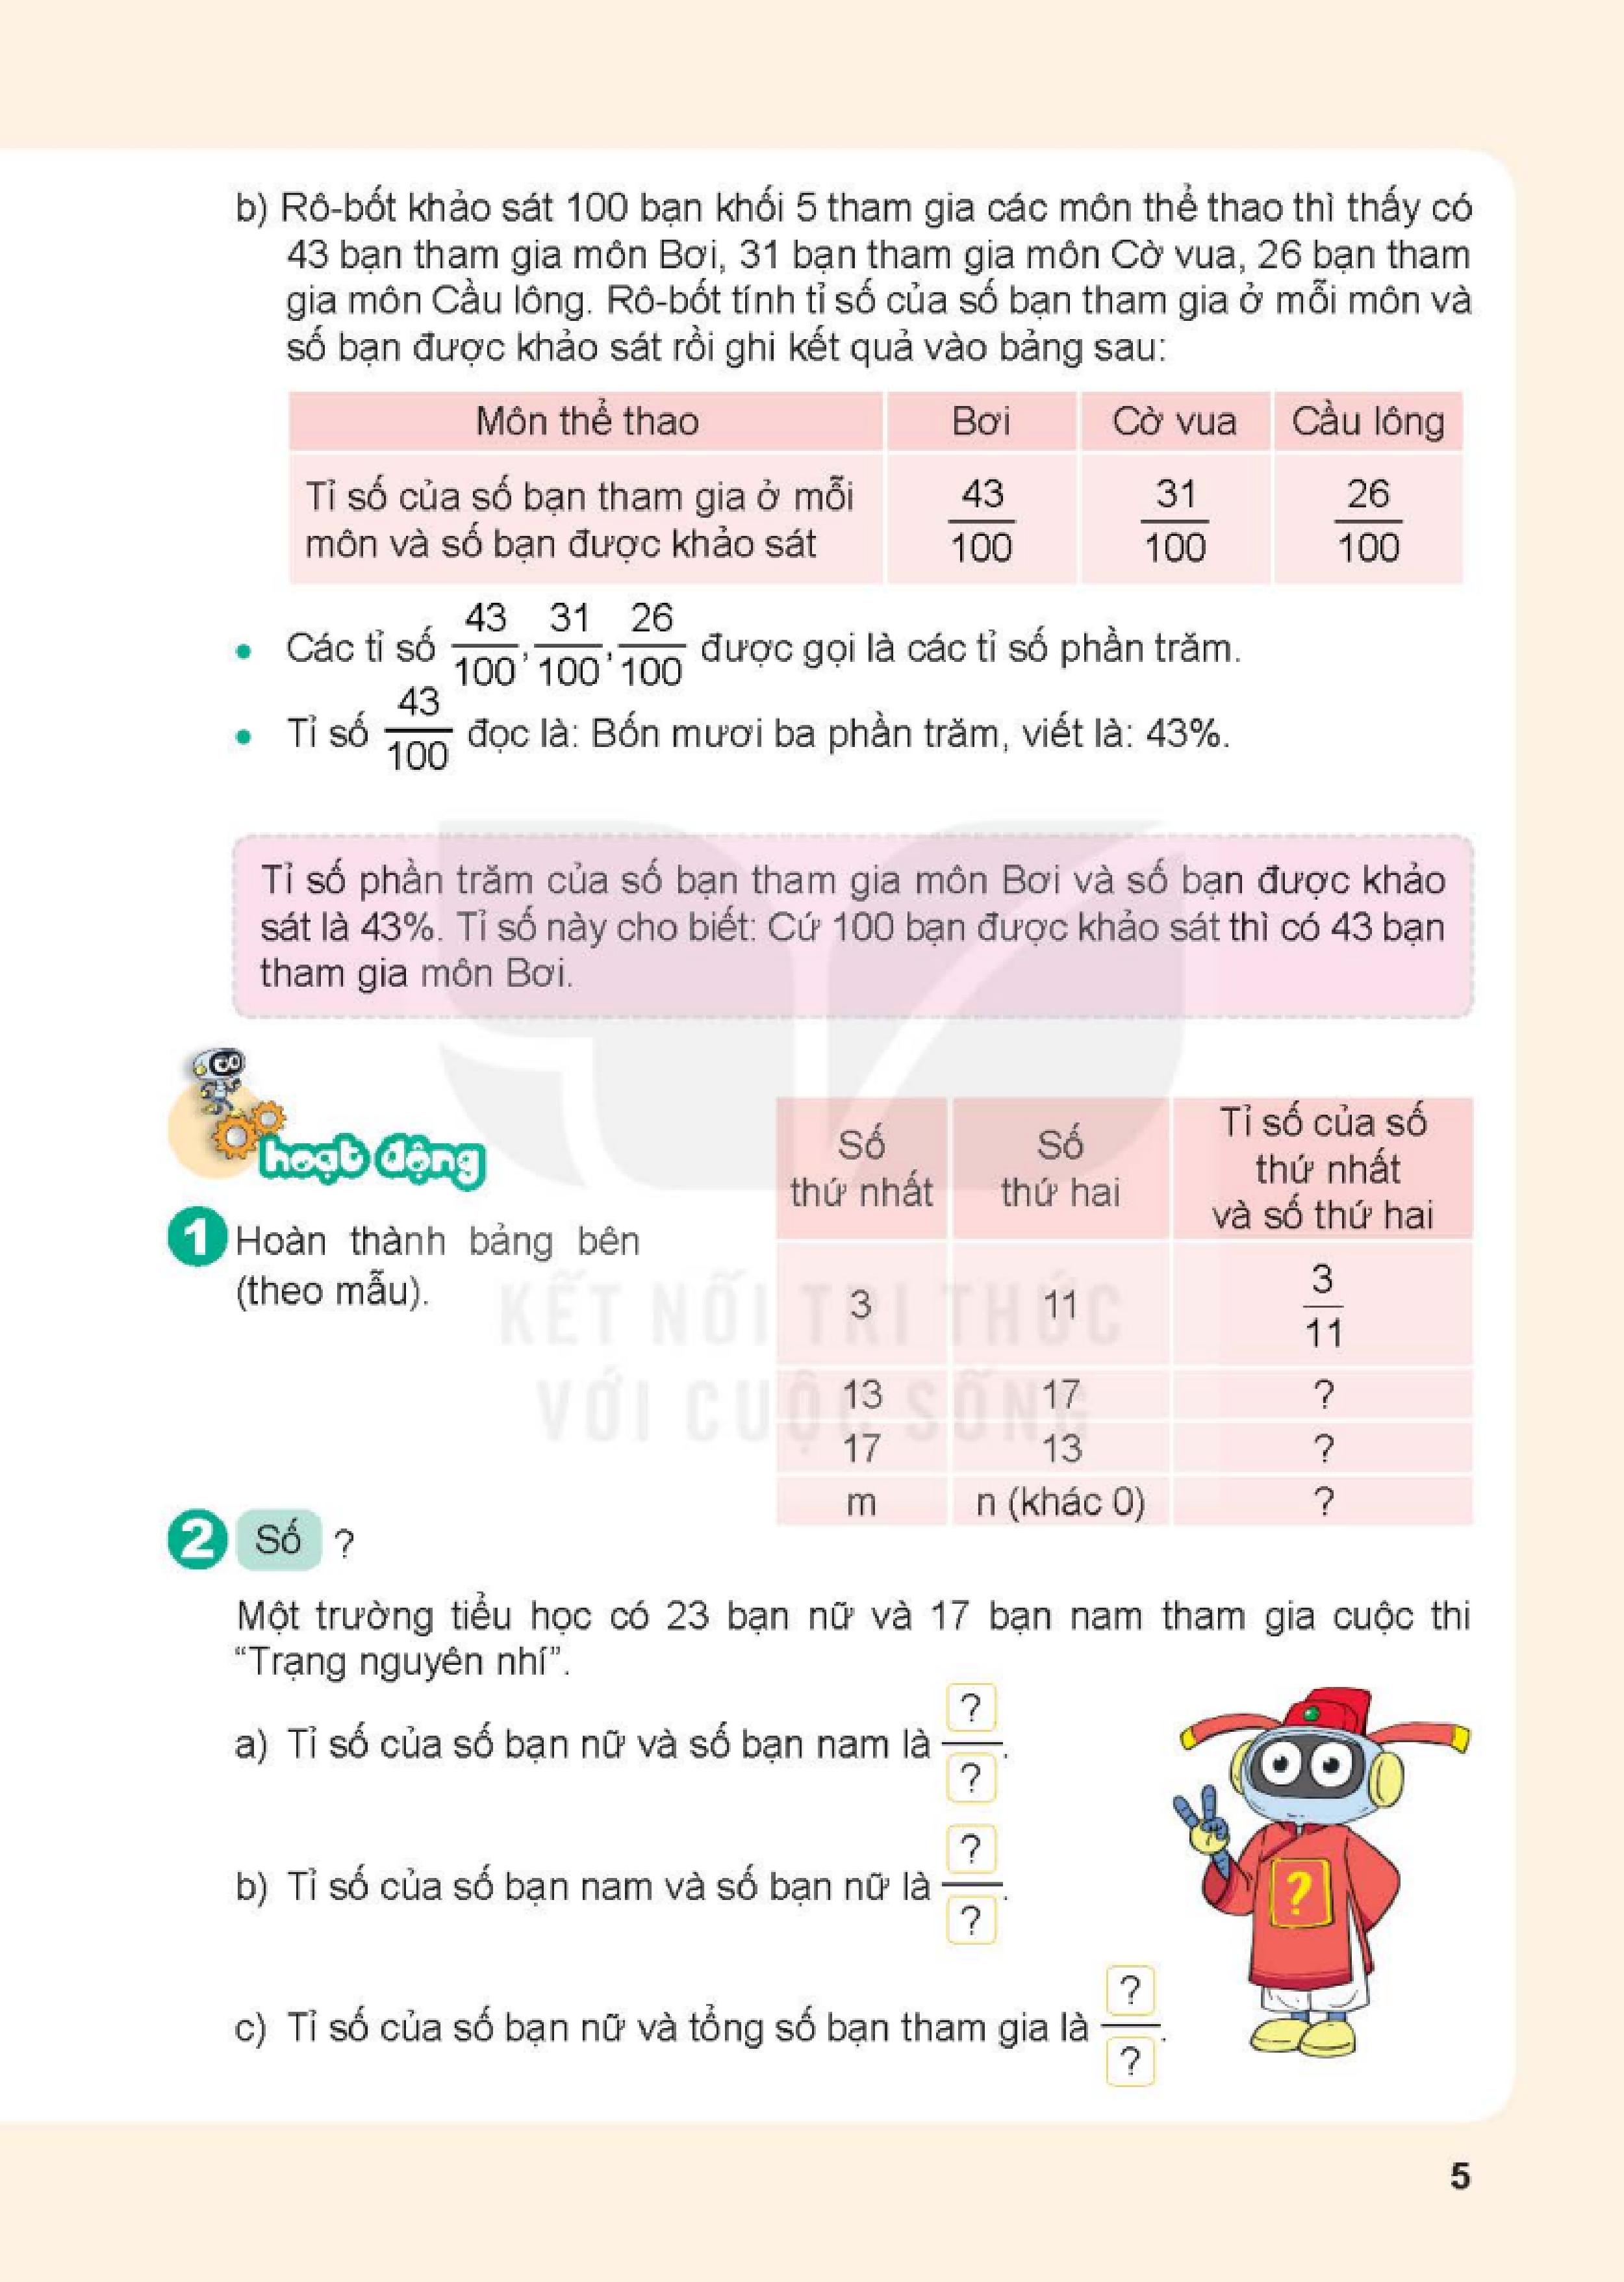 b) Rô-bốt khảo sát 100 bạn khối 5 tham gia các môn thể thao thì thấy có
43 bạn tham gia môn Bơi, 31 bạn tham gia môn Cờ vua, 26 bạn tham
gia môn Cầu lông. Rô-bốt tính tỉ số của số bạn tham gia ở mỗi môn và
số bạn được khảo sát rồi ghi kết quả vào bảng sau:
Môn thể thao Bơi Cờ vua Cầu lông
Tỉ số của số bạn tham gia ở mỗi
môn và số bạn được khảo sát
43/100 31/100 26/100
• Các tỉ số 43/100, 31/100, 26/100 được gọi là các tỉ số phần trăm.
• Tỉ số 43/100 đọc là: Bốn mươi ba phần trăm, viết là: 43%.
Tỉ số phần trăm của số bạn tham gia môn Bơi và số bạn được khảo
sát là 43%. Tỉ số này cho biết: Cứ 100 bạn được khảo sát thì có 43 bạn
tham gia môn Bơi.
hoạt động
1 Hoàn thành bảng bên
(theo mẫu).
Số
thứ nhất
Số
thứ hai
Tỉ số của số
thứ nhất
và số thứ hai
3 11 3/11
13 17 ?
17 13 ?
m n (khác 0) ?
KẾT NỐI TRI THỨC
VỚI CUỘC SỐNG
2 Số ?
Một trường tiểu học có 23 bạn nữ và 17 bạn nam tham gia cuộc thi
“Trạng nguyên nhí”.
a) Tỉ số của số bạn nữ và số bạn nam là ?/?.
b) Tỉ số của số bạn nam và số bạn nữ là ?/?.
c) Tỉ số của số bạn nữ và tổng số bạn tham gia là ?/?.
?
5